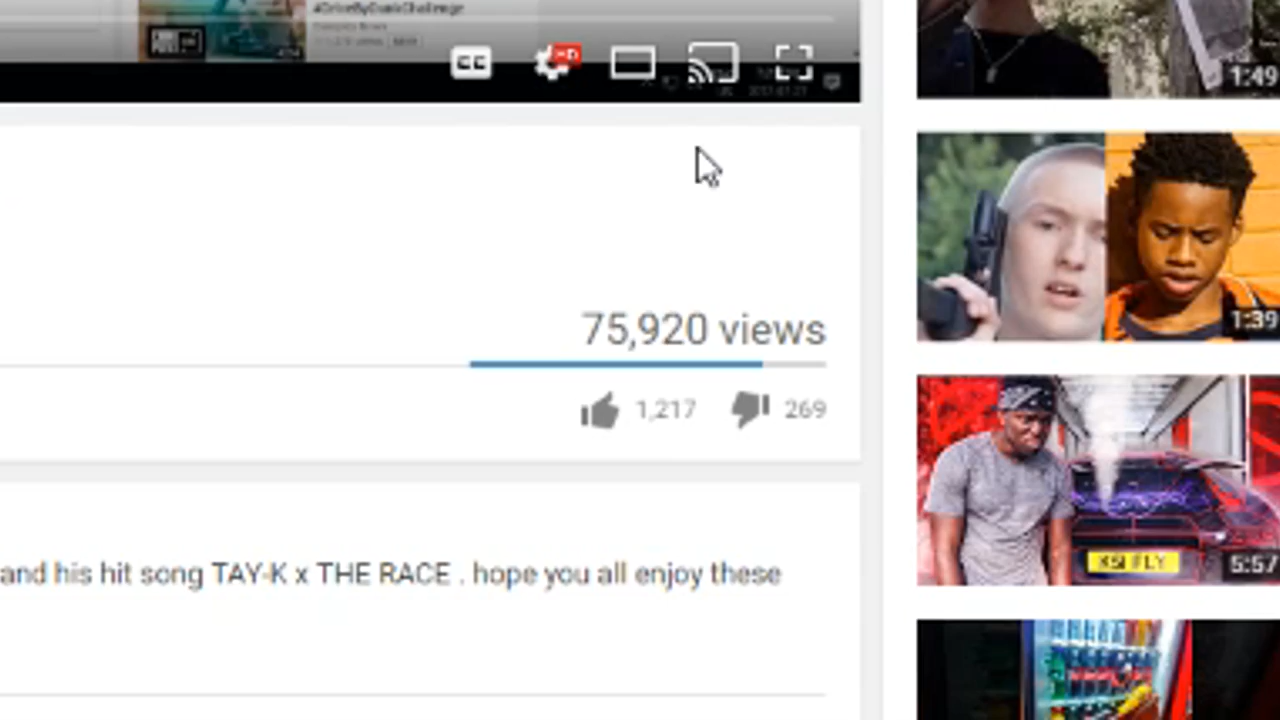 #DriveByDunkChallenge
CC
HD
1:49
75,920 views
1,217
269
1:39
KSI FLY
5:57
and his hit song TAY-K x THE RACE . hope you all enjoy these